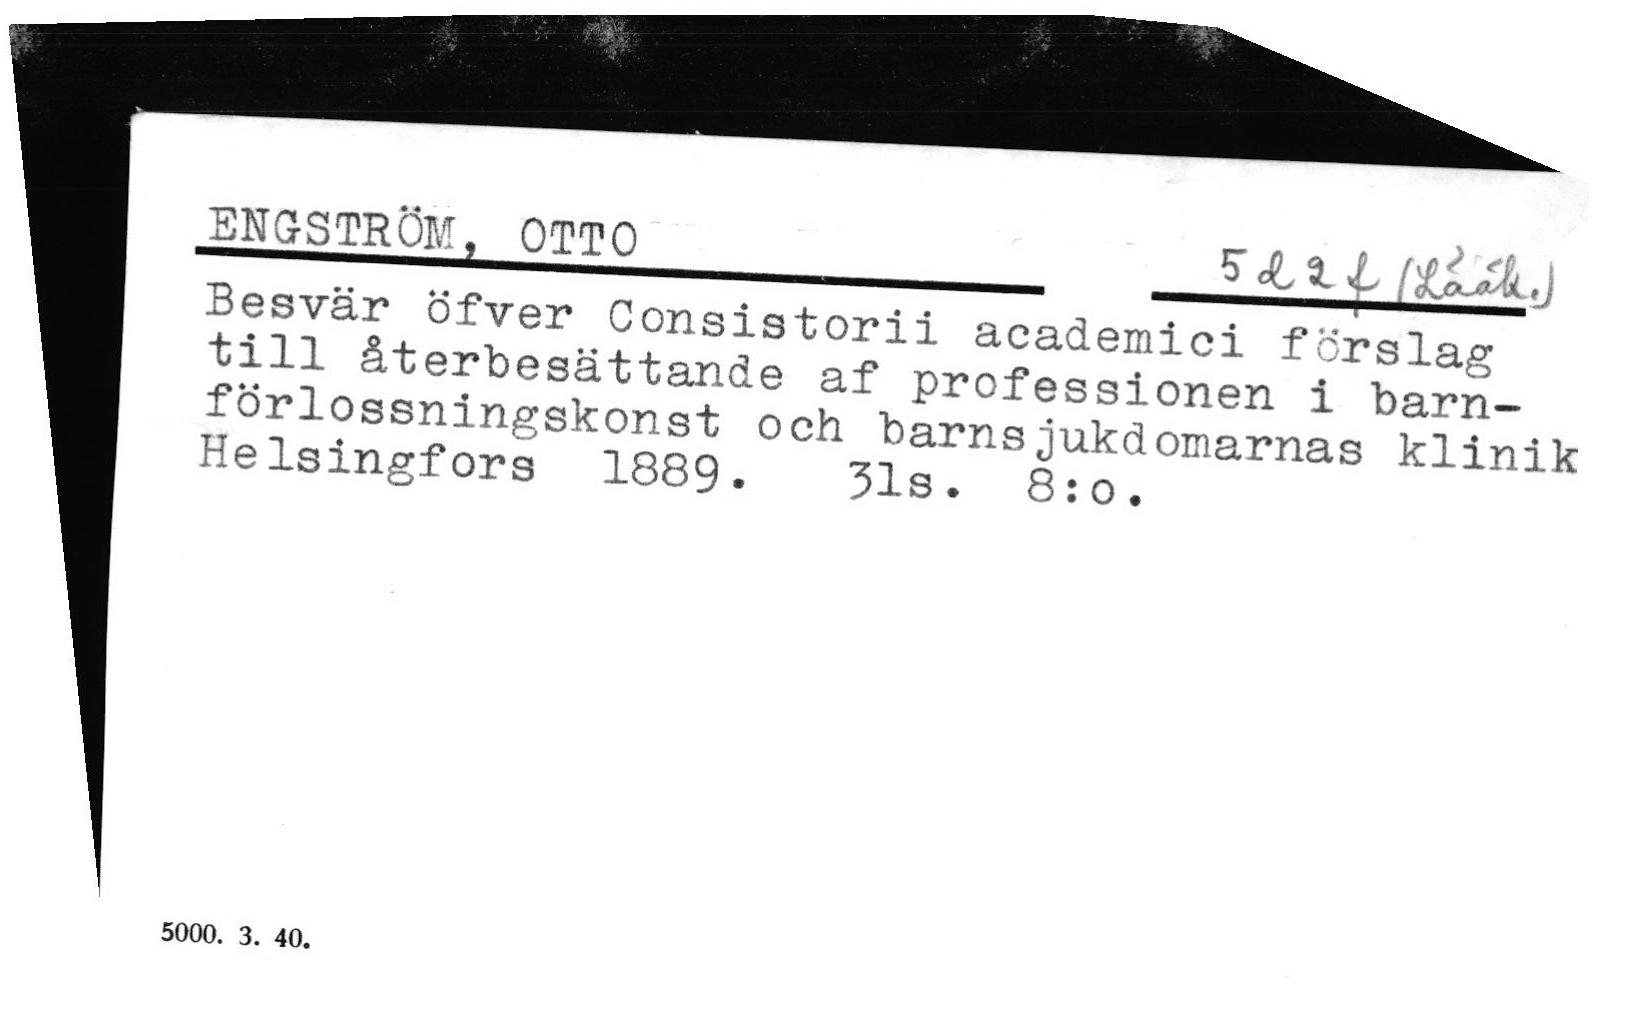 ENGSTRÖM, OTTO
5 d 2 f (Lääk.)
Besvär öfver Consistorii academici förslag
till återbesättande af professionen i barn-
förlossningskonst och barnsjukdomarnas klinik
Helsingfors 1889. 31s. 8:o.
5000. 3. 40.